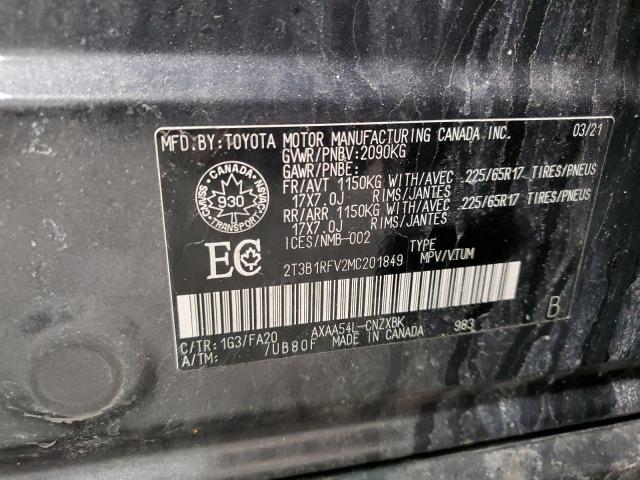 MFD. BY: TOYOTA MOTOR MANUFACTURING CANADA INC. 03/21
GVWR/PNBV: 2090KG
GAWR/PNBE:
FR/AVT 1150KG WITH/AVEC 225/65R17 TIRES/PNEUS
17X7.0J RIMS/JANTES
RR/ARR 1150KG WITH/AVEC 225/65R17 TIRES/PNEUS
17X7.0J RIMS/JANTES
ICES/NMB-002
CANADA
CMVSS/NSVAC
930
TRANSPORT
EC
2T3B1RFV2MC201849
TYPE
MPV/V.TUM
B
C/TR: 1G3/FA20 AXAA54L-CNZXBK 983
A/TM: /UB80F MADE IN CANADA